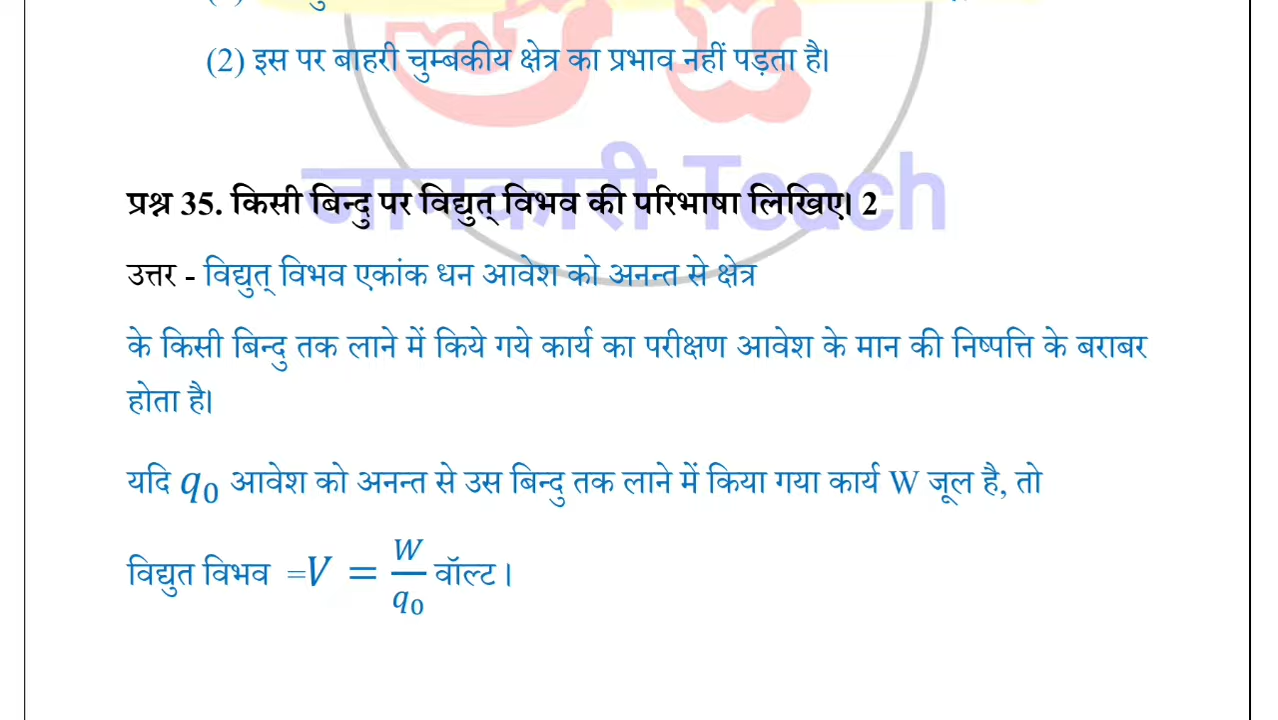 (2) इस पर बाहरी चुम्बकीय क्षेत्र का प्रभाव नहीं पड़ता है।
जानकारी Teach
प्रश्न 35. किसी बिन्दु पर विद्युत् विभव की परिभाषा लिखिए। 2
उत्तर - विद्युत् विभव एकांक धन आवेश को अनन्त से क्षेत्र
के किसी बिन्दु तक लाने में किये गये कार्य का परीक्षण आवेश के मान की निष्पत्ति के बराबर
होता है।
यदि q₀ आवेश को अनन्त से उस बिन्दु तक लाने में किया गया कार्य W जूल है, तो
विद्युत विभव =V = W/q₀ वॉल्ट।